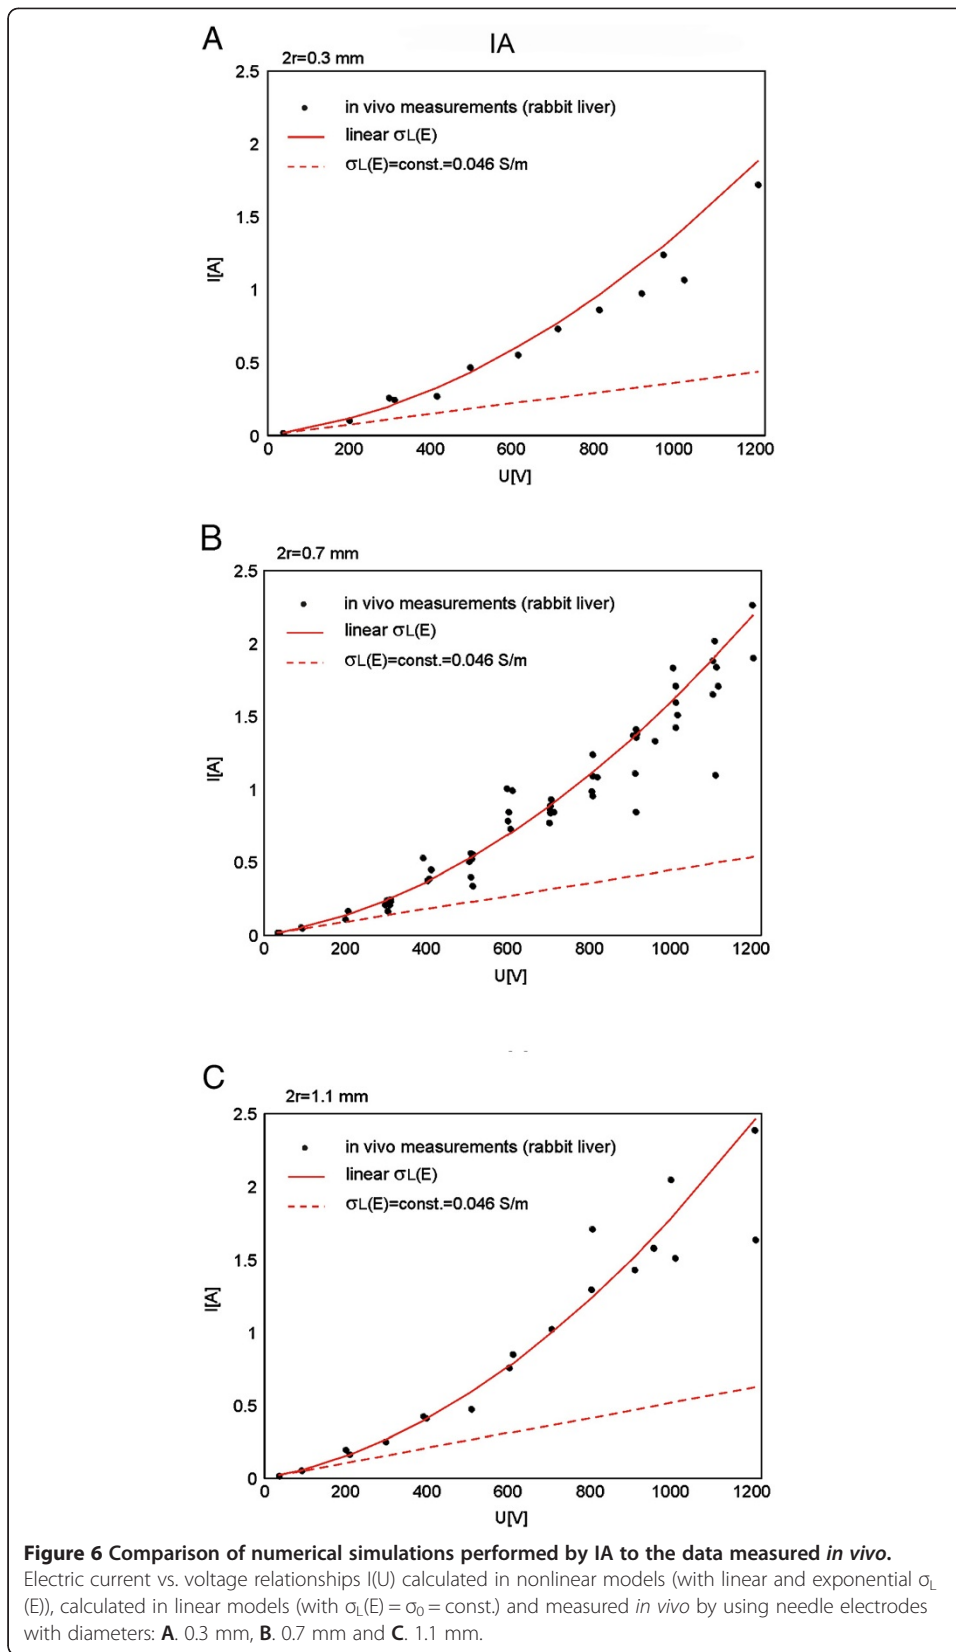 A
IA
2r=0.3 mm
2.5
in vivo measurements (rabbit liver)
linear σL(E)
2
σL(E)=const.=0.046 S/m
1.5
I[A]
1
0.5
0
0 200 400 600 800 1000 1200
U[V]
B
2r=0.7 mm
2.5
in vivo measurements (rabbit liver)
linear σL(E)
2
σL(E)=const.=0.046 S/m
1.5
I[A]
1
0.5
0
0 200 400 600 800 1000 1200
U[V]
C
2r=1.1 mm
2.5
in vivo measurements (rabbit liver)
linear σL(E)
2
σL(E)=const.=0.046 S/m
1.5
I[A]
1
0.5
0
0 200 400 600 800 1000 1200
U[V]
Figure 6 Comparison of numerical simulations performed by IA to the data measured in vivo.
Electric current vs. voltage relationships I(U) calculated in nonlinear models (with linear and exponential σL
(E)), calculated in linear models (with σL(E) = σ0 = const.) and measured in vivo by using needle electrodes
with diameters: A. 0.3 mm, B. 0.7 mm and C. 1.1 mm.